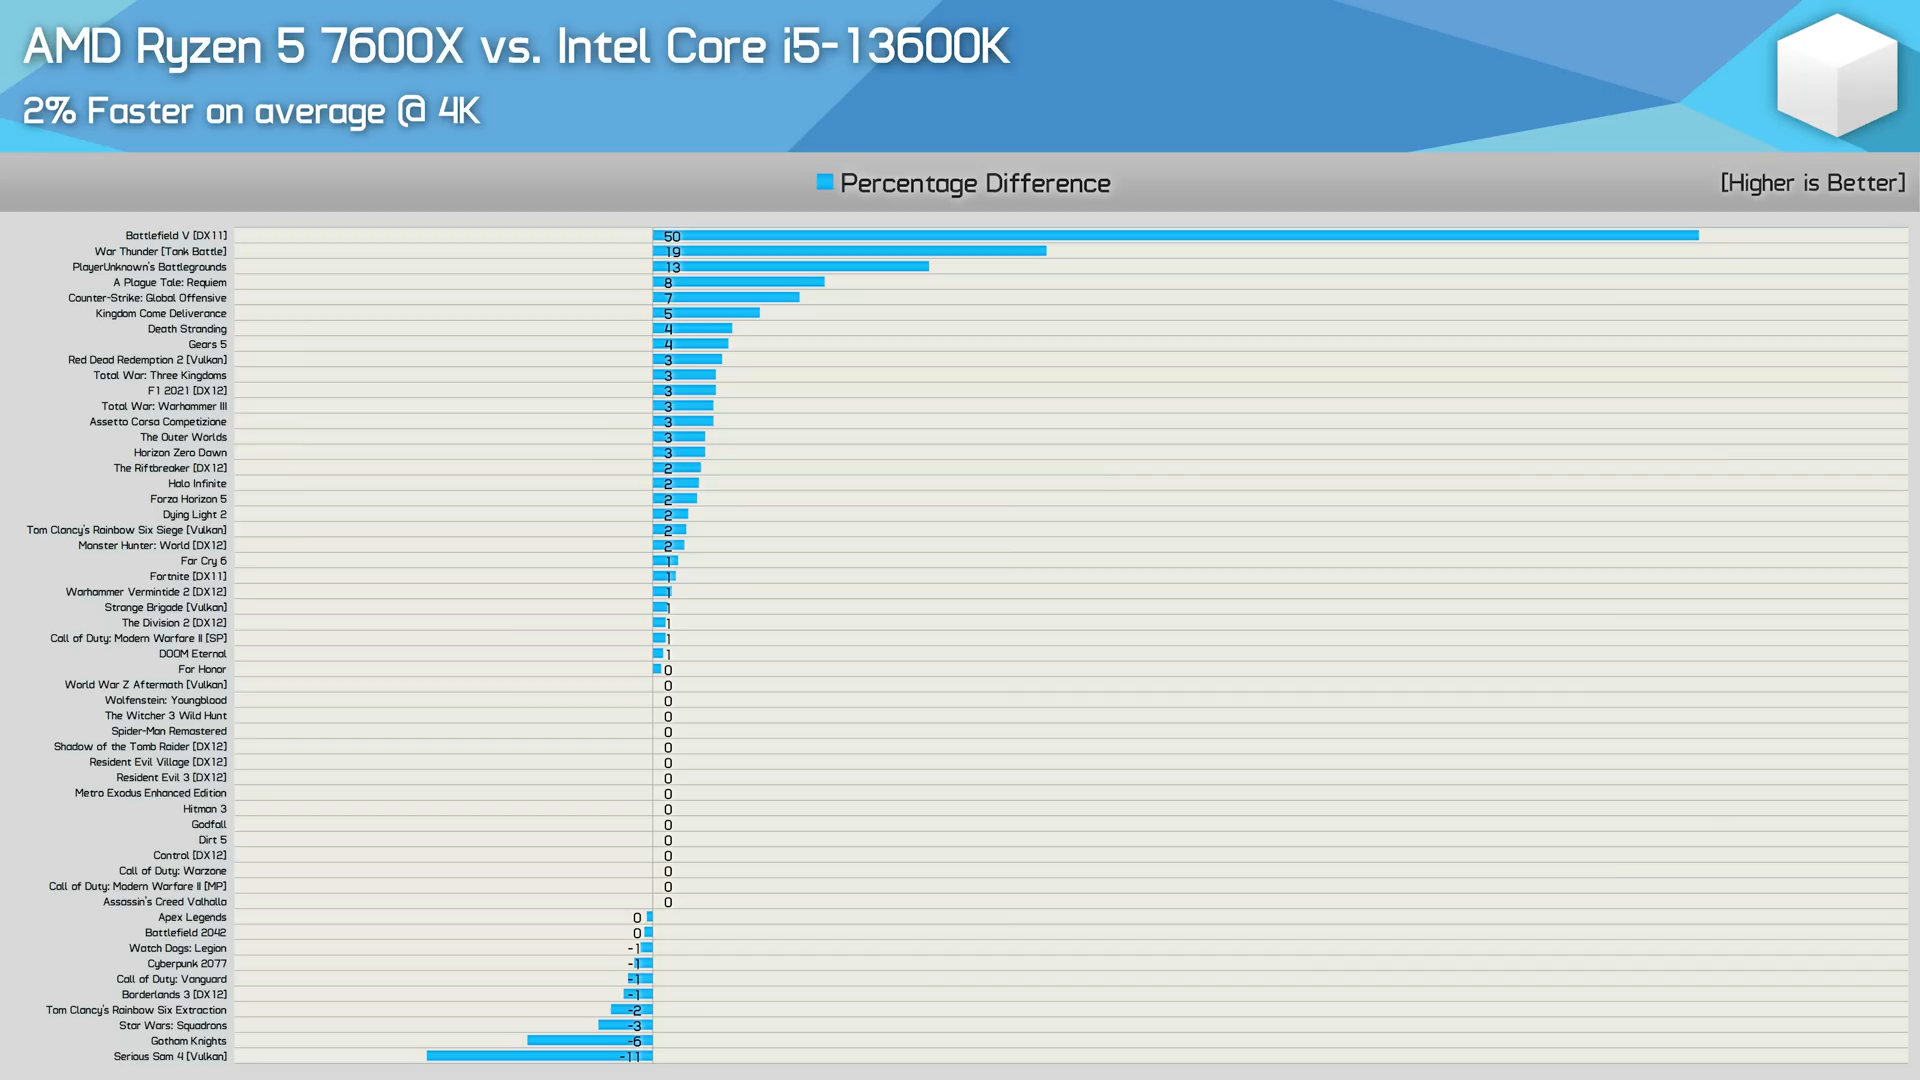 AMD Ryzen 5 7600X vs. Intel Core i5-13600K
2% Faster on average @ 4K
Percentage Difference
[Higher is Better]
Battlefield V [DX11] 50
War Thunder [Tank Battle] 19
PlayerUnknown's Battlegrounds 13
A Plague Tale: Requiem 8
Counter-Strike: Global Offensive 7
Kingdom Come Deliverance 5
Death Stranding 4
Gears 5 4
Red Dead Redemption 2 [Vulkan] 3
Total War: Three Kingdoms 3
F1 2021 [DX12] 3
Total War: Warhammer III 3
Assetto Corsa Competizione 3
The Outer Worlds 3
Horizon Zero Dawn 3
The Riftbreaker [DX12] 2
Halo Infinite 2
Forza Horizon 5 2
Dying Light 2 2
Tom Clancy's Rainbow Six Siege [Vulkan] 2
Monster Hunter: World [DX12] 2
Far Cry 6 1
Fortnite [DX11] 1
Warhammer Vermintide 2 [DX12] 1
Strange Brigade [Vulkan] 1
The Division 2 [DX12] 1
Call of Duty: Modern Warfare II [SP] 1
DOOM Eternal 1
For Honor 0
World War Z Aftermath [Vulkan] 0
Wolfenstein: Youngblood 0
The Witcher 3 Wild Hunt 0
Spider-Man Remastered 0
Shadow of the Tomb Raider [DX12] 0
Resident Evil Village [DX12] 0
Resident Evil 3 [DX12] 0
Metro Exodus Enhanced Edition 0
Hitman 3 0
Godfall 0
Dirt 5 0
Control [DX12] 0
Call of Duty: Warzone 0
Call of Duty: Modern Warfare II [MP] 0
Assassin's Creed Valhalla 0
Apex Legends 0
Battlefield 2042 0
Watch Dogs: Legion -1
Cyberpunk 2077 -1
Call of Duty: Vanguard -1
Borderlands 3 [DX12] -1
Tom Clancy's Rainbow Six Extraction -2
Star Wars: Squadrons -3
Gotham Knights -6
Serious Sam 4 [Vulkan] -11